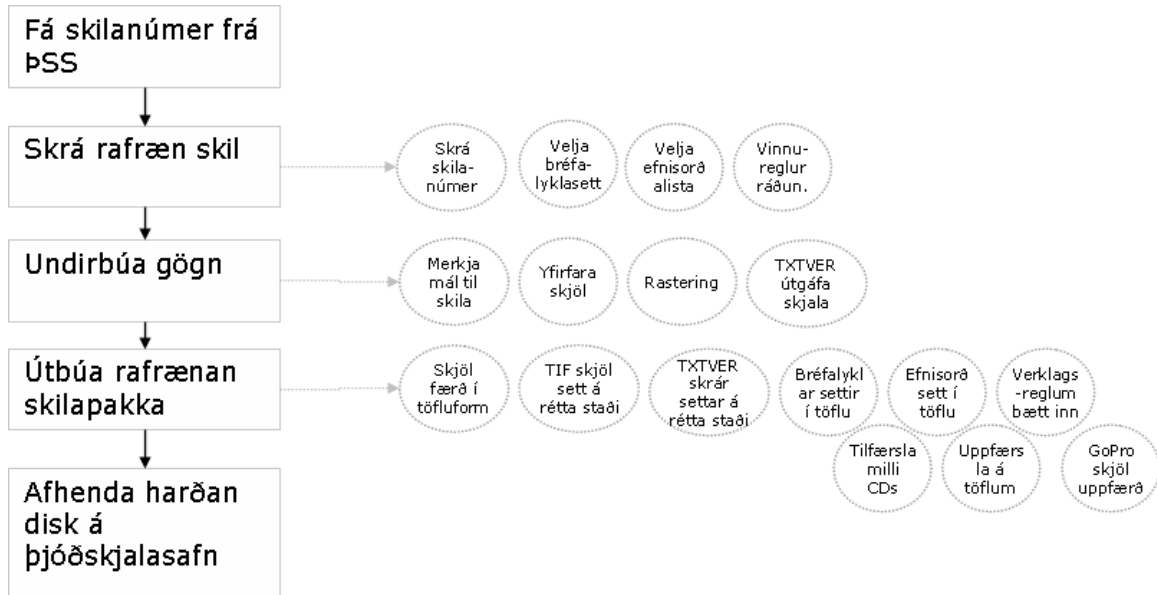 Fá skilanúmer frá
ÞSS
Skrá rafræn skil
Skrá
skila-
númer
Velja
bréfa-
lyklasett
Velja
efnisorð
alista
Vinnu-
reglur
ráðun.
Undirbúa gögn
Merkja
mál til
skila
Yfirfara
skjöl
Rastering
TXTVER
útgáfa
skjala
Útbúa rafrænan
skilapakka
Skjöl
færð í
töfluform
TIF skjöl
sett á
rétta staði
TXTVER
skrár
settar á
rétta staði
Bréfalykl
ar settir
í töflu
Efnisorð
sett í
töflu
Verklags
-reglum
bætt inn
Tilfærsla
milli
CDs
Uppfærs
la á
töflum
GoPro
skjöl
uppfærð
Afhenda harðan
disk á
þjóðskjalasafn